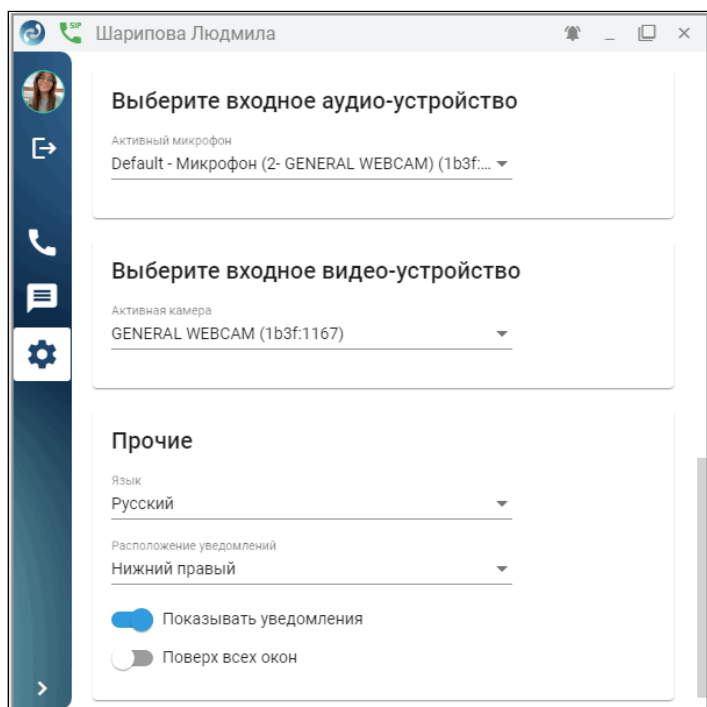 SIP
Шарипова Людмила
Выберите входное аудио-устройство
Активный микрофон
Default - Микрофон (2- GENERAL WEBCAM) (1b3f:...
Выберите входное видео-устройство
Активная камера
GENERAL WEBCAM (1b3f:1167)
Прочие
Язык
Русский
Расположение уведомлений
Нижний правый
Показывать уведомления
Поверх всех окон